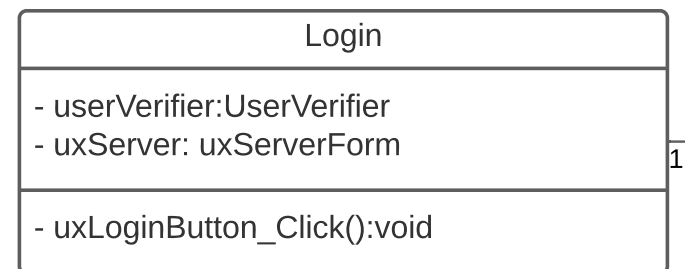 Login
- userVerifier:UserVerifier
- uxServer: uxServerForm
1
- uxLoginButton_Click():void